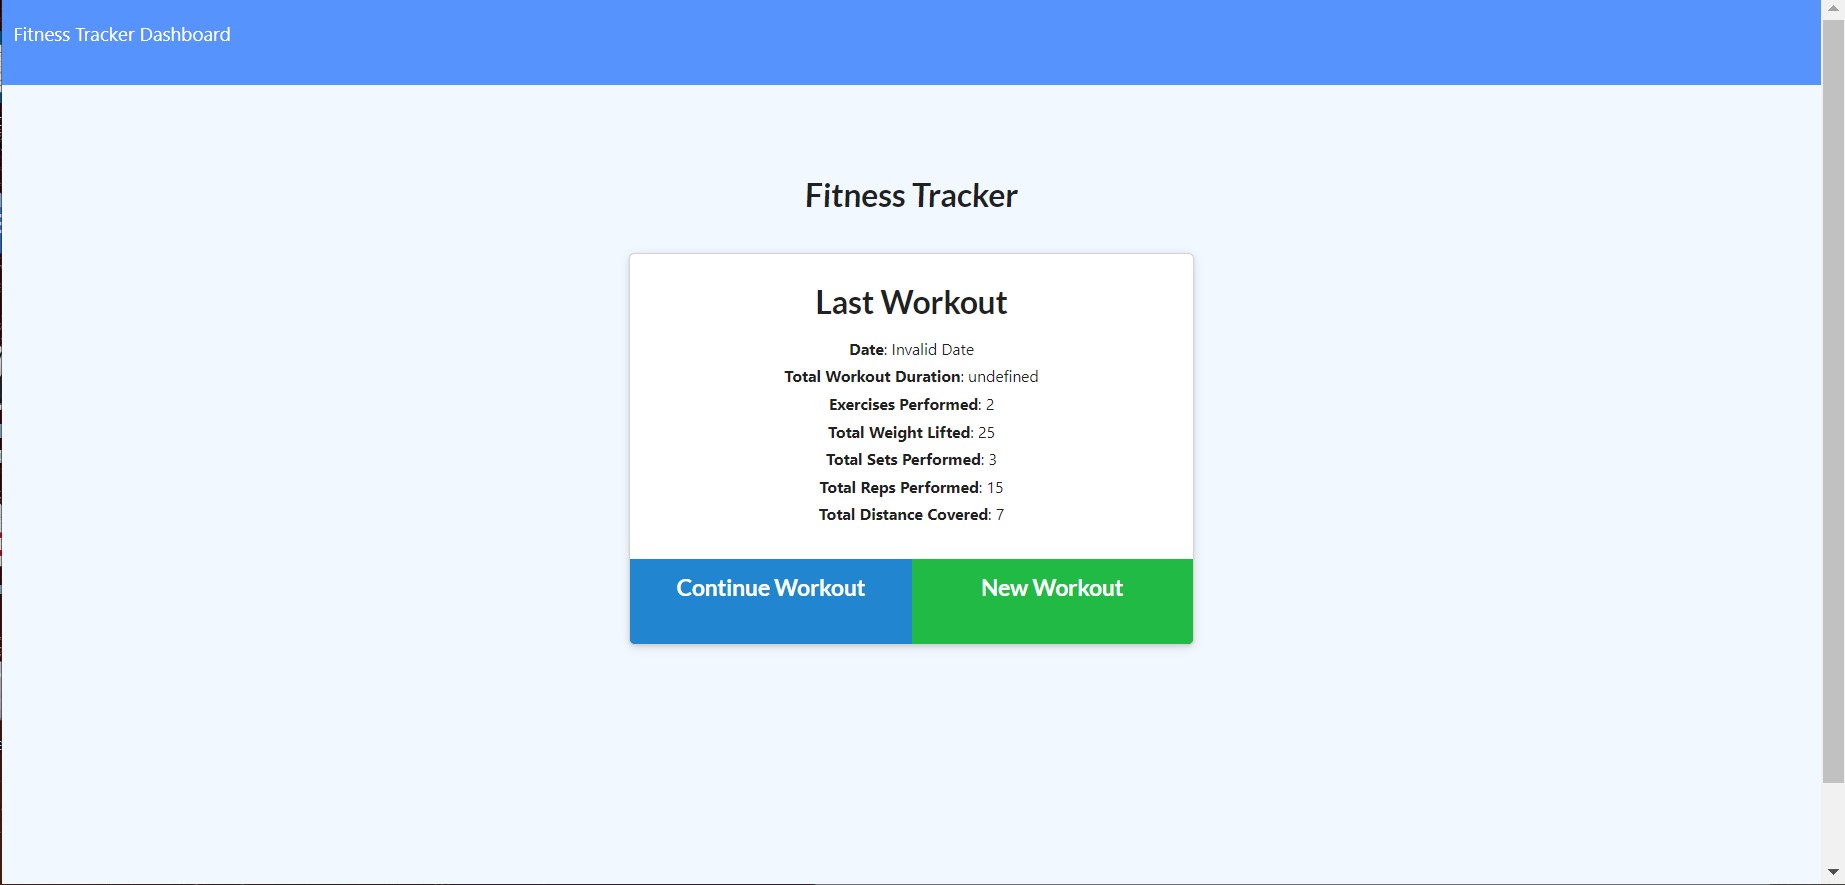 Fitness Tracker Dashboard
Fitness Tracker
Last Workout
Date: Invalid Date
Total Workout Duration: undefined
Exercises Performed: 2
Total Weight Lifted: 25
Total Sets Performed: 3
Total Reps Performed: 15
Total Distance Covered: 7
Continue Workout
New Workout